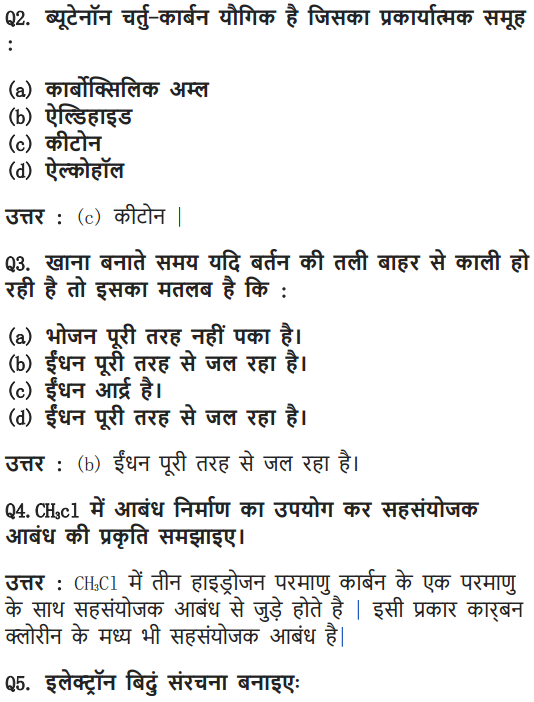 Q2. ब्यूटेनॉन चर्तु-कार्बन यौगिक है जिसका प्रकार्यात्मक समूह
:
(a) कार्बोक्सिलिक अम्ल
(b) ऐल्डिहाइड
(c) कीटोन
(d) ऐल्कोहॉल
उत्तर : (c) कीटोन |
Q3. खाना बनाते समय यदि बर्तन की तली बाहर से काली हो
रही है तो इसका मतलब है कि :
(a) भोजन पूरी तरह नहीं पका है।
(b) ईंधन पूरी तरह से जल रहा है।
(c) ईंधन आर्द्र है।
(d) ईंधन पूरी तरह से जल रहा है।
उत्तर : (b) ईंधन पूरी तरह से जल रहा है।
Q4.CH₃cl में आबंध निर्माण का उपयोग कर सहसंयोजक
आबंध की प्रकृति समझाइए।
उत्तर : CH₃Cl में तीन हाइड्रोजन परमाणु कार्बन के एक परमाणु
के साथ सहसंयोजक आबंध से जुड़े होते है | इसी प्रकार कार्‌बन
क्लोरीन के मध्य भी सहसंयोजक आबंध है|
Q5. इलेक्ट्रॉन बिदुं संरचना बनाइएः